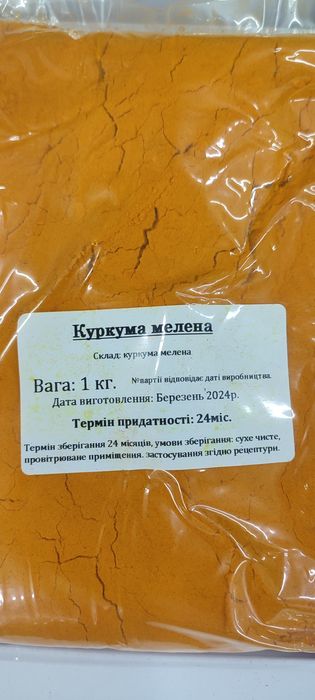 Куркума мелена
Склад: куркума мелена
Вага: 1 кг. №партії відповідає даті виробництва.
Дата виготовлення: Березень 2024р.
Термін придатності: 24міс.
Термін зберігання 24 місяців, умови зберігання: сухе чисте,
провітрюване приміщення. застосування згідно рецептури.